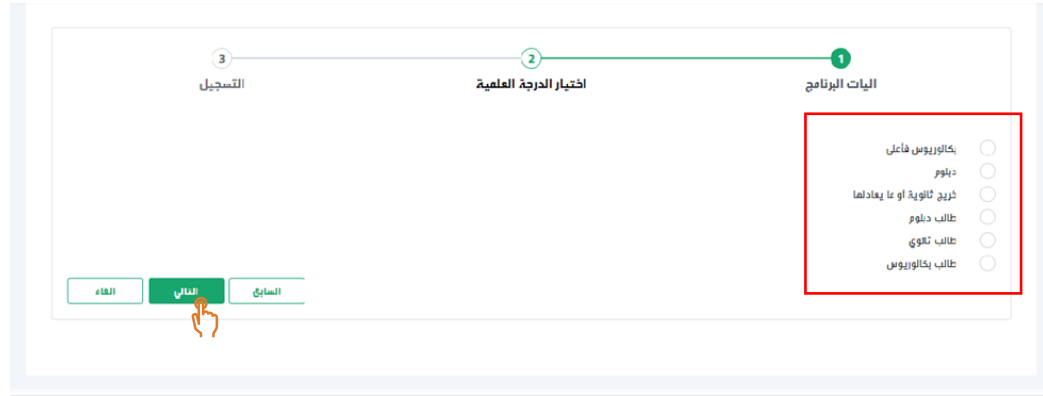 1
2
3
اليات البرنامج
اختيار الدرجة العلمية
التسجيل
بكالوريوس فأعلى
دبلوم
خريج ثانوية او ما يعادلها
طالب دبلوم
طالب ثانوي
طالب بكالوريوس
السابق
التالي
الغاء